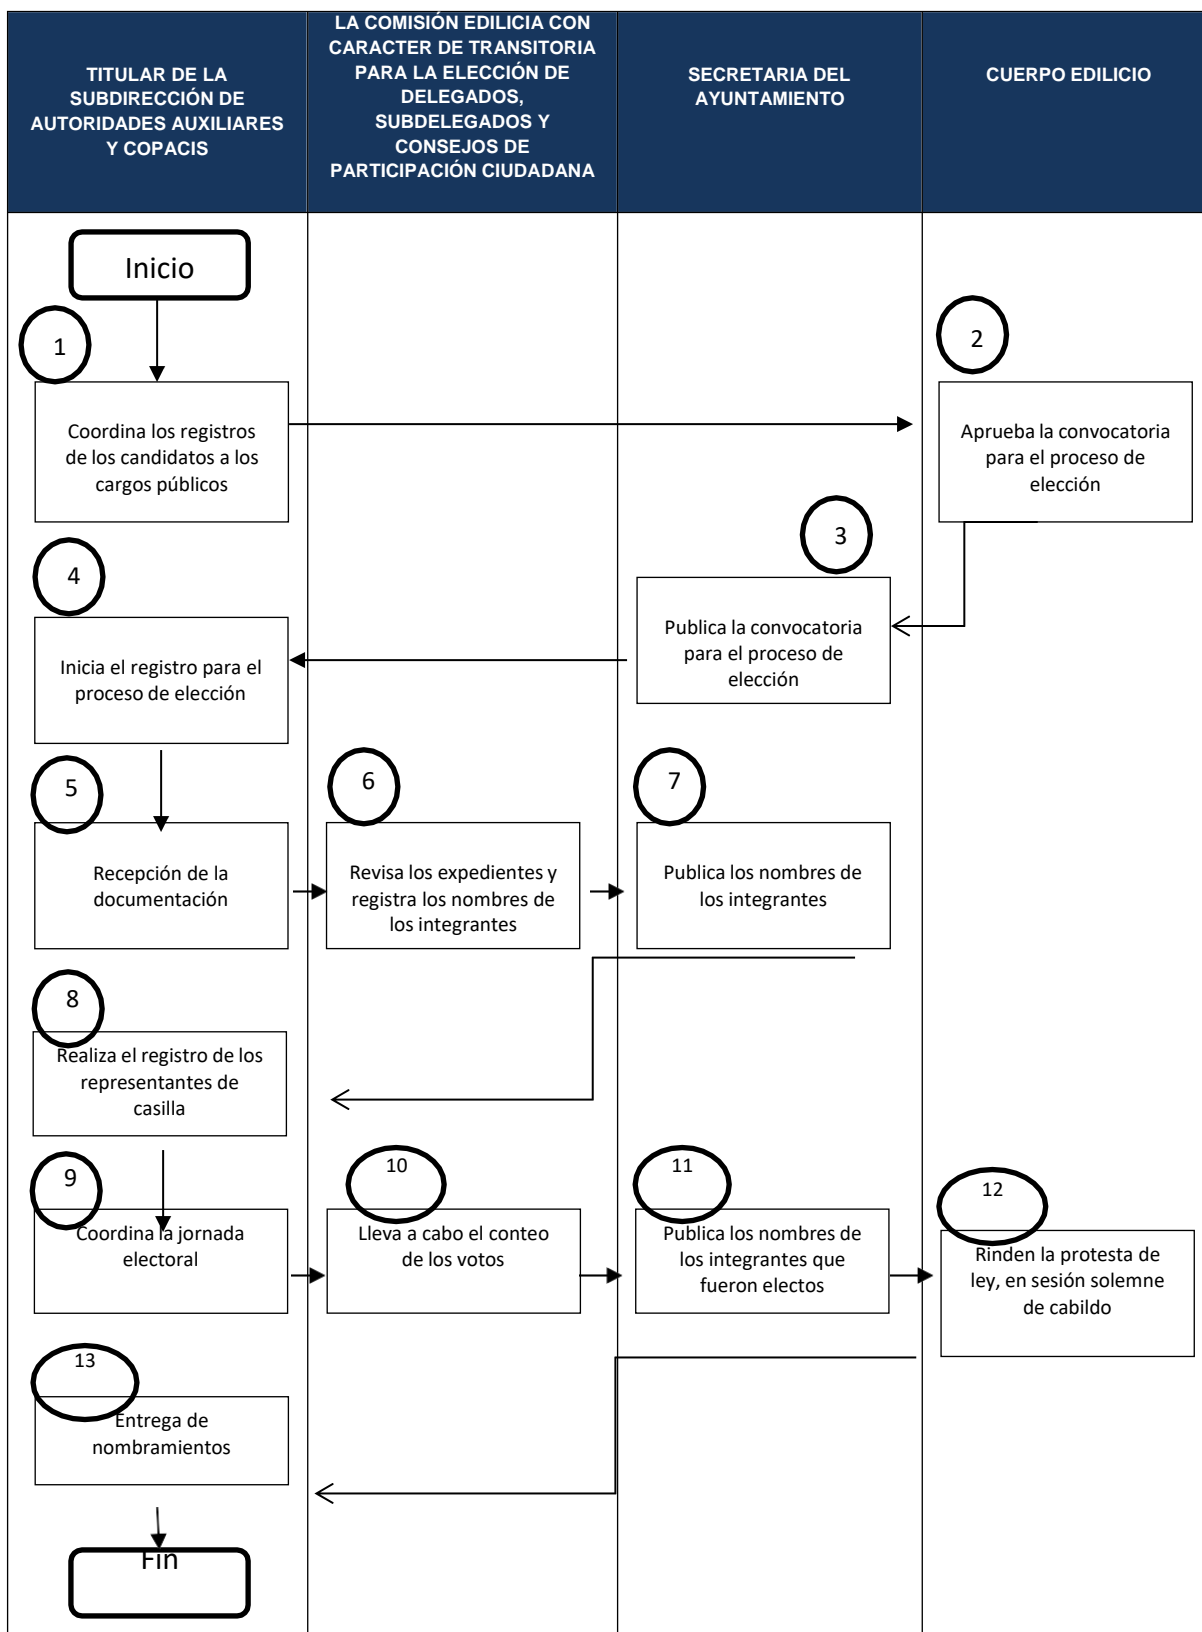 TITULAR DE LA
SUBDIRECCIÓN DE
AUTORIDADES AUXILIARES
Y COPACIS
LA COMISIÓN EDILICIA CON
CARACTER DE TRANSITORIA
PARA LA ELECCIÓN DE
DELEGADOS,
SUBDELEGADOS Y
CONSEJOS DE
PARTICIPACIÓN CIUDADANA
SECRETARIA DEL
AYUNTAMIENTO
CUERPO EDILICIO
Inicio
1
Coordina los registros
de los candidatos a los
cargos públicos
2
Aprueba la convocatoria
para el proceso de
elección
3
Publica la convocatoria
para el proceso de
elección
4
Inicia el registro para el
proceso de elección
5
Recepción de la
documentación
6
Revisa los expedientes y
registra los nombres de
los integrantes
7
Publica los nombres de
los integrantes
8
Realiza el registro de los
representantes de
casilla
9
Coordina la jornada
electoral
10
Lleva a cabo el conteo
de los votos
11
Publica los nombres de
los integrantes que
fueron electos
12
Rinden la protesta de
ley, en sesión solemne
de cabildo
13
Entrega de
nombramientos
Fin